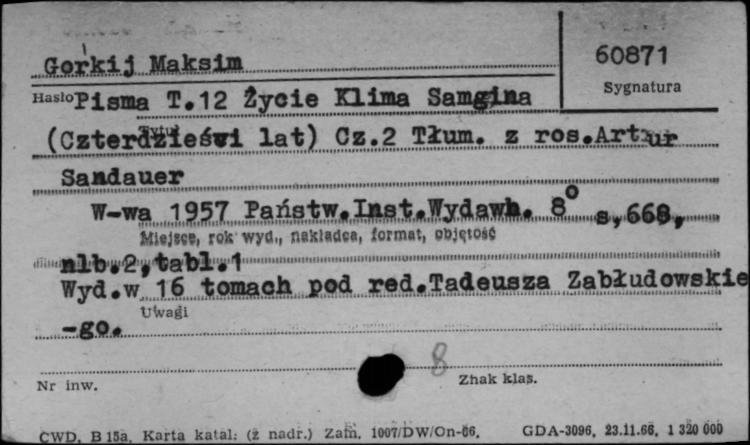 Gorkij Maksim
60871
Sygnatura
Hasło Pisma T.12 Życie Klima Samgina
Tytuł
(Czterdzieści lat) Cz.2 Tłum. z ros.Artur
Sandauer
W-wa 1957 Państw.Inst.Wydawn. 8° s,668,
Miejsce, rok wyd., nakładca, format, objętość
nlb.2,tabl.1
Wyd.w 16 tomach pod red.Tadeusza Zabłudowskie
Uwagi
-go.
8
Nr inw.
Znak klas.
CWD, B 15a, Karta katal. (z nadr.) Zam. 1007/DW/On-66. GDA-3096, 23.11.66, 1 320 000